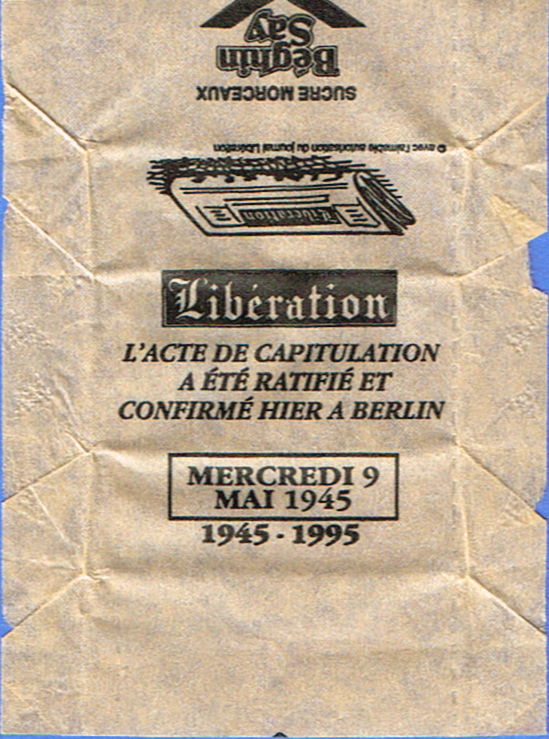 Béghin
Say
SUCRE MORCEAUX
© avec l'aimable autorisation du journal Libération
Libération
Libération
L'ACTE DE CAPITULATION
A ÉTÉ RATIFIÉ ET
CONFIRMÉ HIER A BERLIN
MERCREDI 9
MAI 1945
1945 - 1995